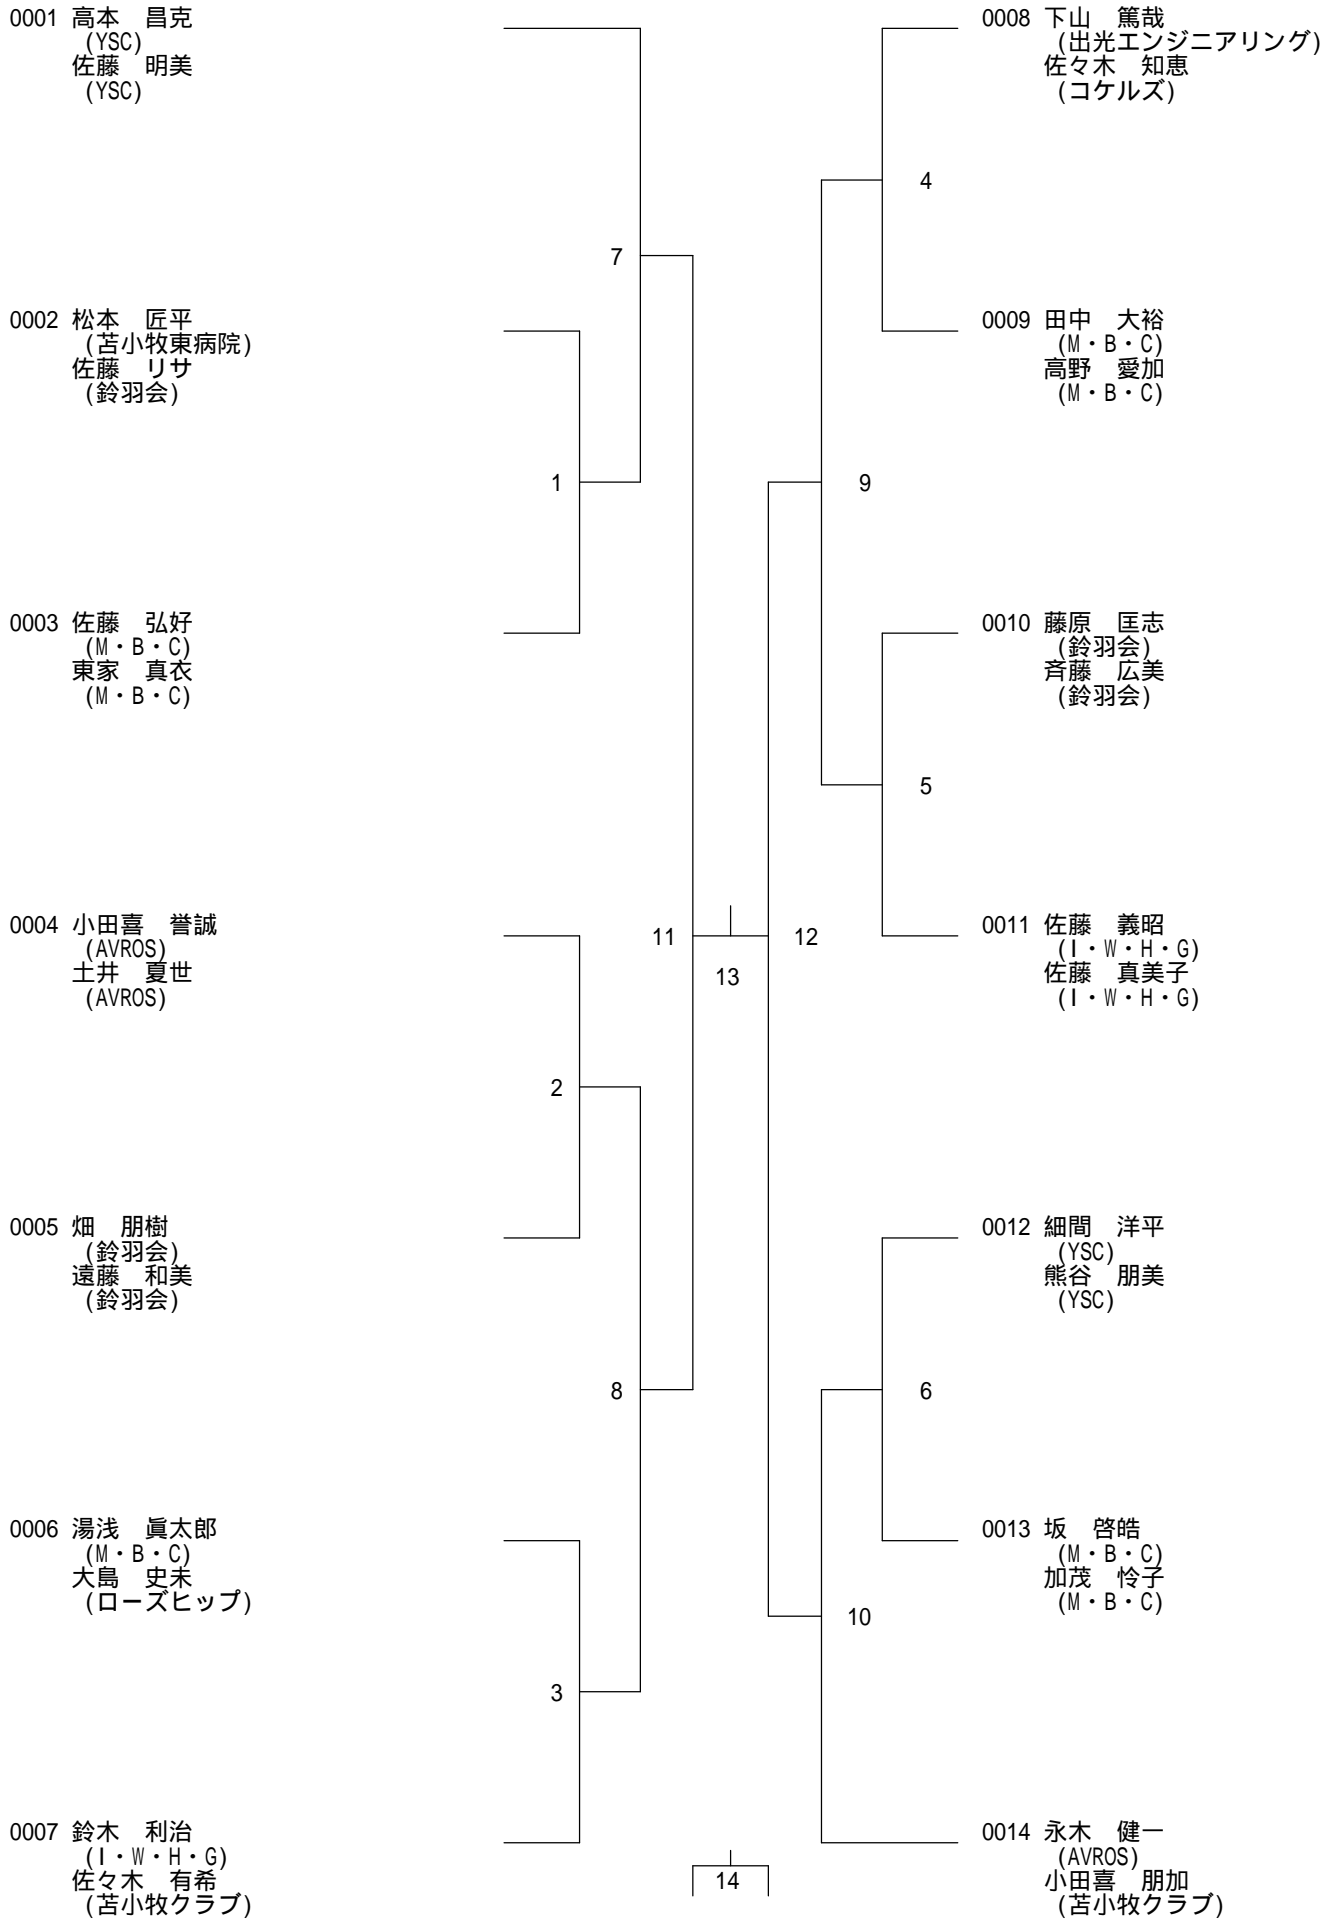 0001 高本　昌克
(YSC)
佐藤　明美
(YSC)
0002 松本　匠平
(苫小牧東病院)
佐藤　リサ
(鈴羽会)
0003 佐藤　弘好
(M・B・C)
東家　真衣
(M・B・C)
0004 小田喜　誉誠
(AVROS)
土井　夏世
(AVROS)
0005 畑　朋樹
(鈴羽会)
遠藤　和美
(鈴羽会)
0006 湯浅　眞太郎
(M・B・C)
大島　史未
(ローズヒップ)
0007 鈴木　利治
(I・W・H・G)
佐々木　有希
(苫小牧クラブ)
7
1
2
8
3
11
13
12
14
4
9
5
6
10
0008 下山　篤哉
(出光エンジニアリング)
佐々木　知恵
(コケルズ)
0009 田中　大裕
(M・B・C)
高野　愛加
(M・B・C)
0010 藤原　匡志
(鈴羽会)
斉藤　広美
(鈴羽会)
0011 佐藤　義昭
(I・W・H・G)
佐藤　真美子
(I・W・H・G)
0012 細間　洋平
(YSC)
熊谷　朋美
(YSC)
0013 坂　啓皓
(M・B・C)
加茂　怜子
(M・B・C)
0014 永木　健一
(AVROS)
小田喜　朋加
(苫小牧クラブ)